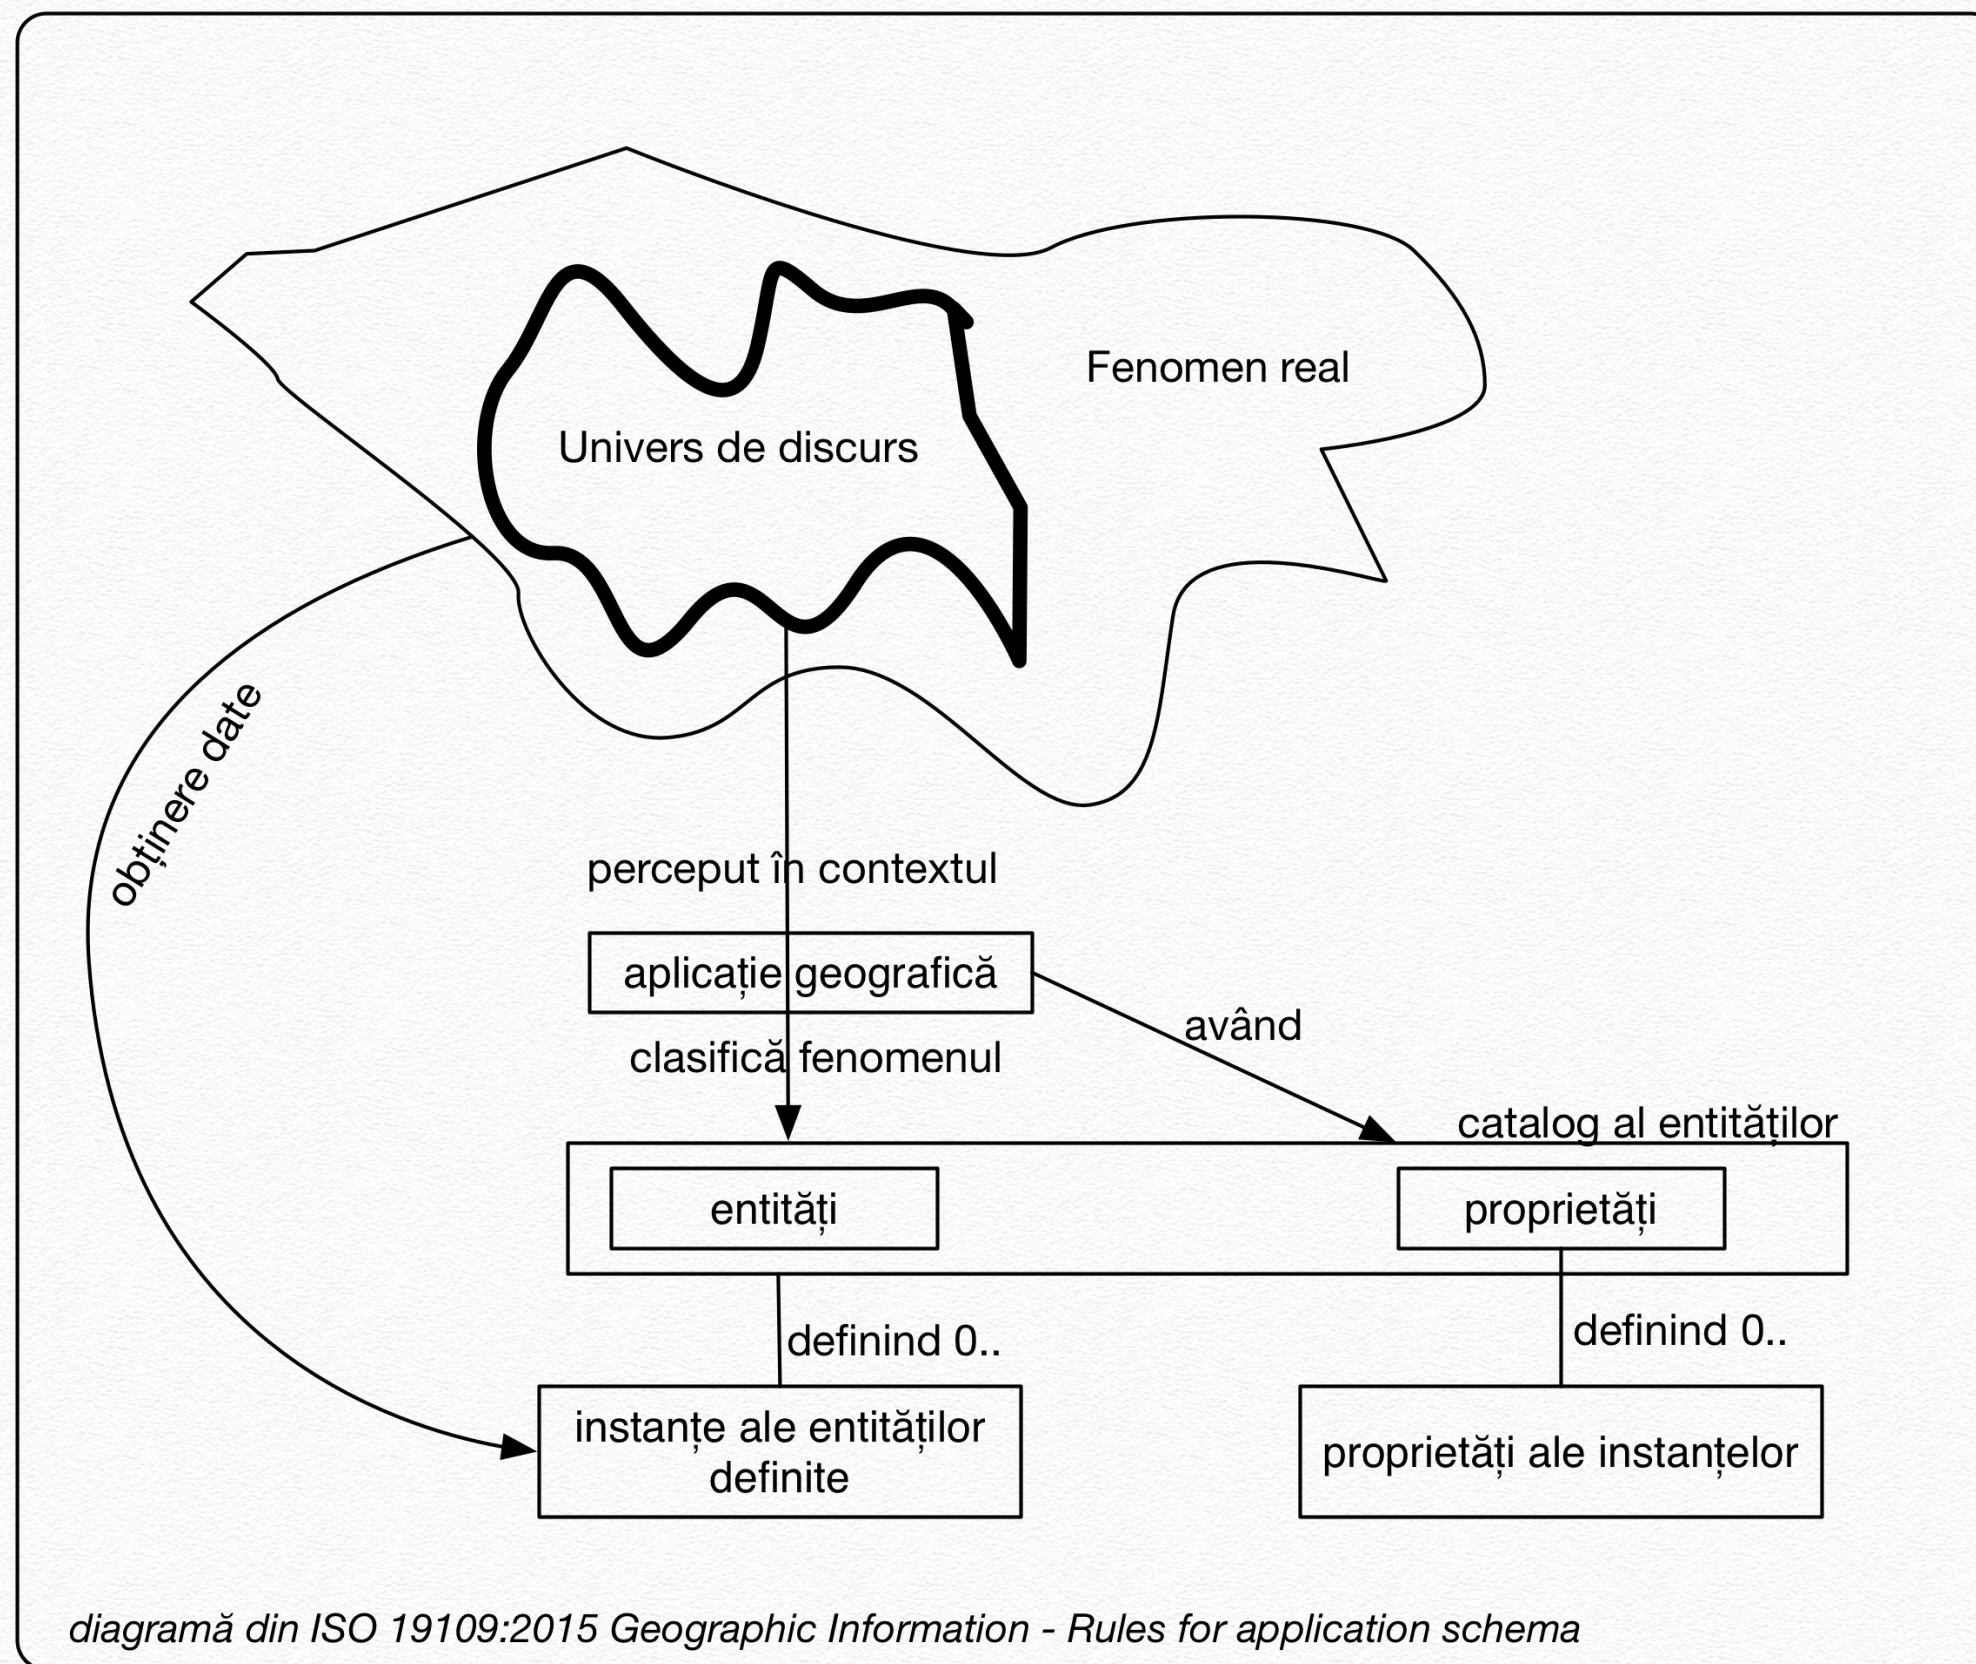 Fenomen real
Univers de discurs
obținere date
perceput în contextul
aplicație geografică
având
clasifică fenomenul
catalog al entităților
entități
proprietăți
definind 0..
definind 0..
instanțe ale entităților
definite
proprietăți ale instanțelor
diagramă din ISO 19109:2015 Geographic Information - Rules for application schema